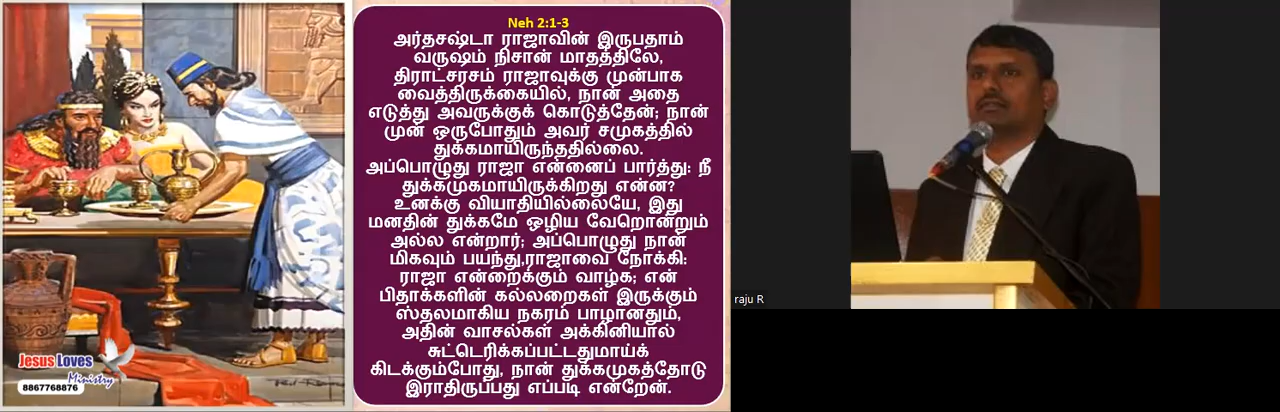 Neh 2:1-3
அர்தசஷ்டா ராஜாவின் இருபதாம்
வருஷம் நிசான் மாதத்திலே,
திராட்சரசம் ராஜாவுக்கு முன்பாக
வைத்திருக்கையில், நான் அதை
எடுத்து அவருக்குக் கொடுத்தேன்; நான்
முன் ஒருபோதும் அவர் சமுகத்தில்
துக்கமாயிருந்ததில்லை.
அப்பொழுது ராஜா என்னைப் பார்த்து: நீ
துக்கமுகமாயிருக்கிறது என்ன?
உனக்கு வியாதியில்லையே, இது
மனதின் துக்கமே ஒழிய வேறொன்றும்
அல்ல என்றார்; அப்பொழுது நான்
மிகவும் பயந்து,ராஜாவை நோக்கி:
ராஜா என்றைக்கும் வாழ்க; என்
பிதாக்களின் கல்லறைகள் இருக்கும்
ஸ்தலமாகிய நகரம் பாழானதும்,
அதின் வாசல்கள் அக்கினியால்
சுட்டெரிக்கப்பட்டதுமாய்க்
கிடக்கும்போது, நான் துக்கமுகத்தோடு
இராதிருப்பது எப்படி என்றேன்.
Jesus Loves
Ministry
8867768876
raju R